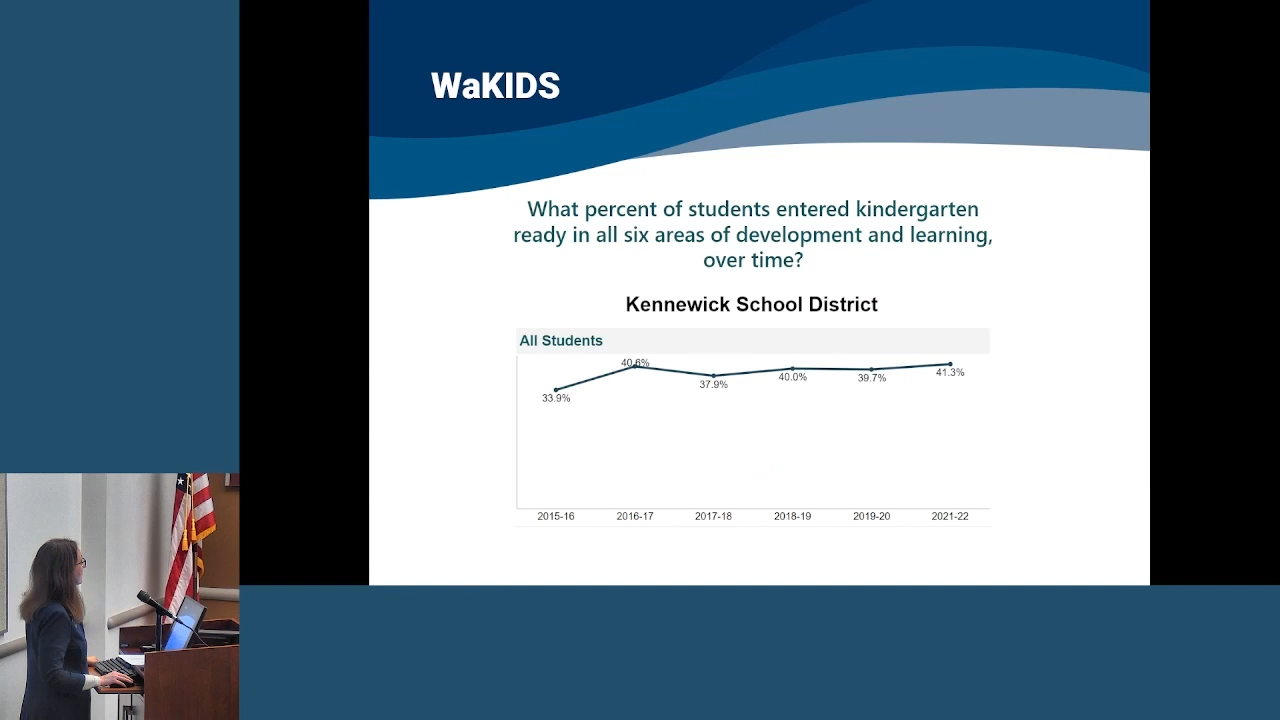 WaKIDS
What percent of students entered kindergarten
ready in all six areas of development and learning,
over time?
Kennewick School District
All Students
33.9%
40.6%
37.9%
40.0%
39.7%
41.3%
2015-16
2016-17
2017-18
2018-19
2019-20
2021-22